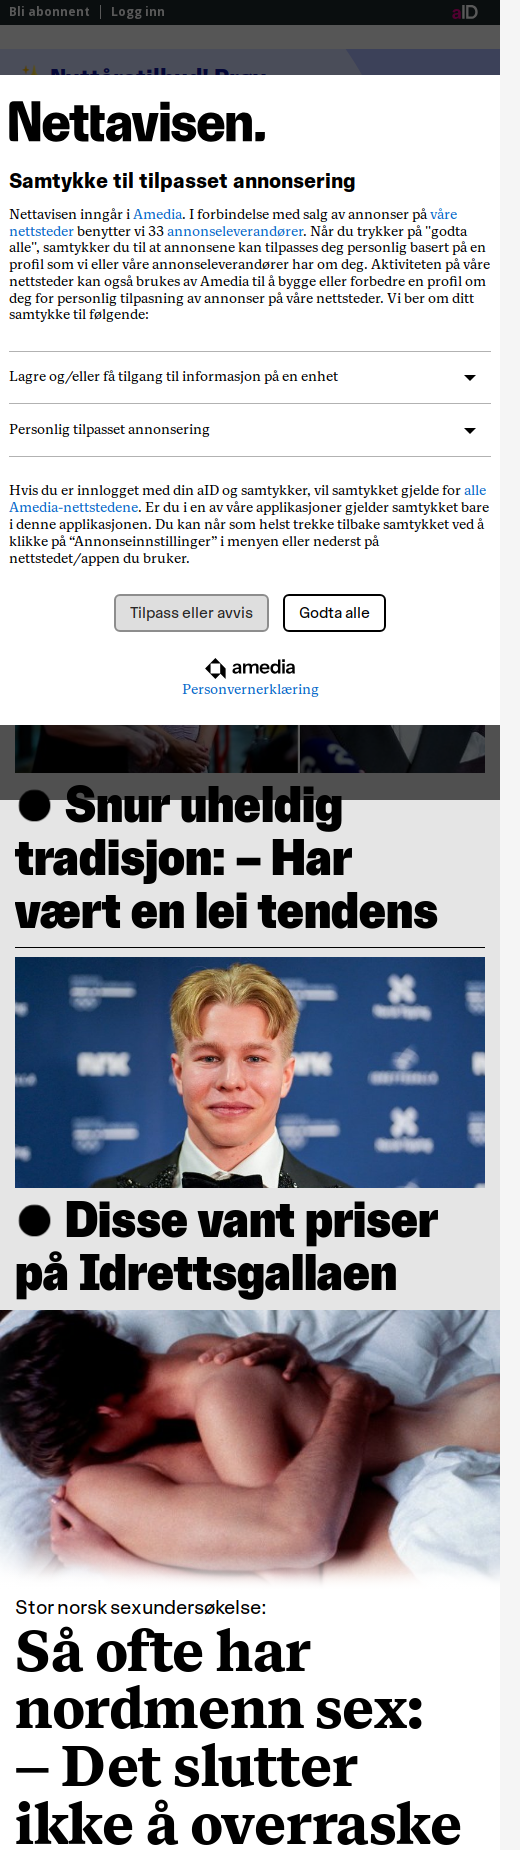 Bli abonnent | Logg inn
aID
Nettavisen.
Samtykke til tilpasset annonsering
Nettavisen inngår i Amedia. I forbindelse med salg av annonser på våre
nettsteder benytter vi 33 annonseleverandører. Når du trykker på "godta
alle", samtykker du til at annonsene kan tilpasses deg personlig basert på en
profil som vi eller våre annonseleverandører har om deg. Aktiviteten på våre
nettsteder kan også brukes av Amedia til å bygge eller forbedre en profil om
deg for personlig tilpasning av annonser på våre nettsteder. Vi ber om ditt
samtykke til følgende:
Lagre og/eller få tilgang til informasjon på en enhet
Personlig tilpasset annonsering
Hvis du er innlogget med din aID og samtykker, vil samtykket gjelde for alle
Amedia-nettstedene. Er du i en av våre applikasjoner gjelder samtykket bare
i denne applikasjonen. Du kan når som helst trekke tilbake samtykket ved å
klikke på “Annonseinnstillinger” i menyen eller nederst på
nettstedet/appen du bruker.
Tilpass eller avvis
Godta alle
amedia
Personvernerklæring
Snur uheldig
tradisjon: – Har
vært en lei tendens
NRK
Disse vant priser
på Idrettsgallaen
Stor norsk sexundersøkelse:
Så ofte har
nordmenn sex:
– Det slutter
ikke å overraske